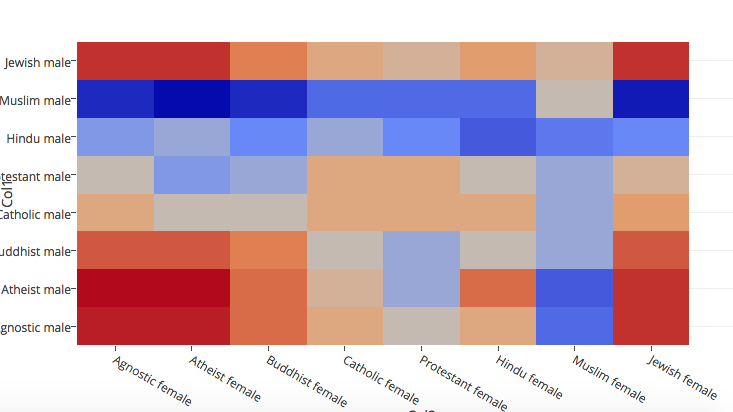 Jewish male
Muslim male
Hindu male
testant male
Catholic male
uddhist male
Atheist male
gnostic male
Col1
Agnostic female
Atheist female
Buddhist female
Catholic female
Protestant female
Hindu female
Muslim female
Jewish female